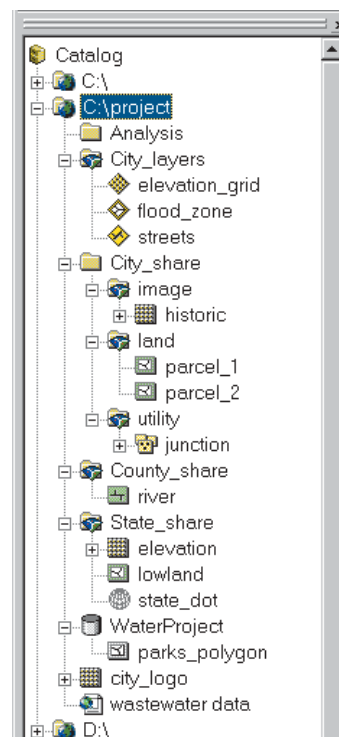 Catalog
C:\
C:\project
Analysis
City_layers
elevation_grid
flood_zone
streets
City_share
image
historic
land
parcel_1
parcel_2
utility
junction
County_share
river
State_share
elevation
lowland
state_dot
WaterProject
parks_polygon
city_logo
wastewater data
D:\